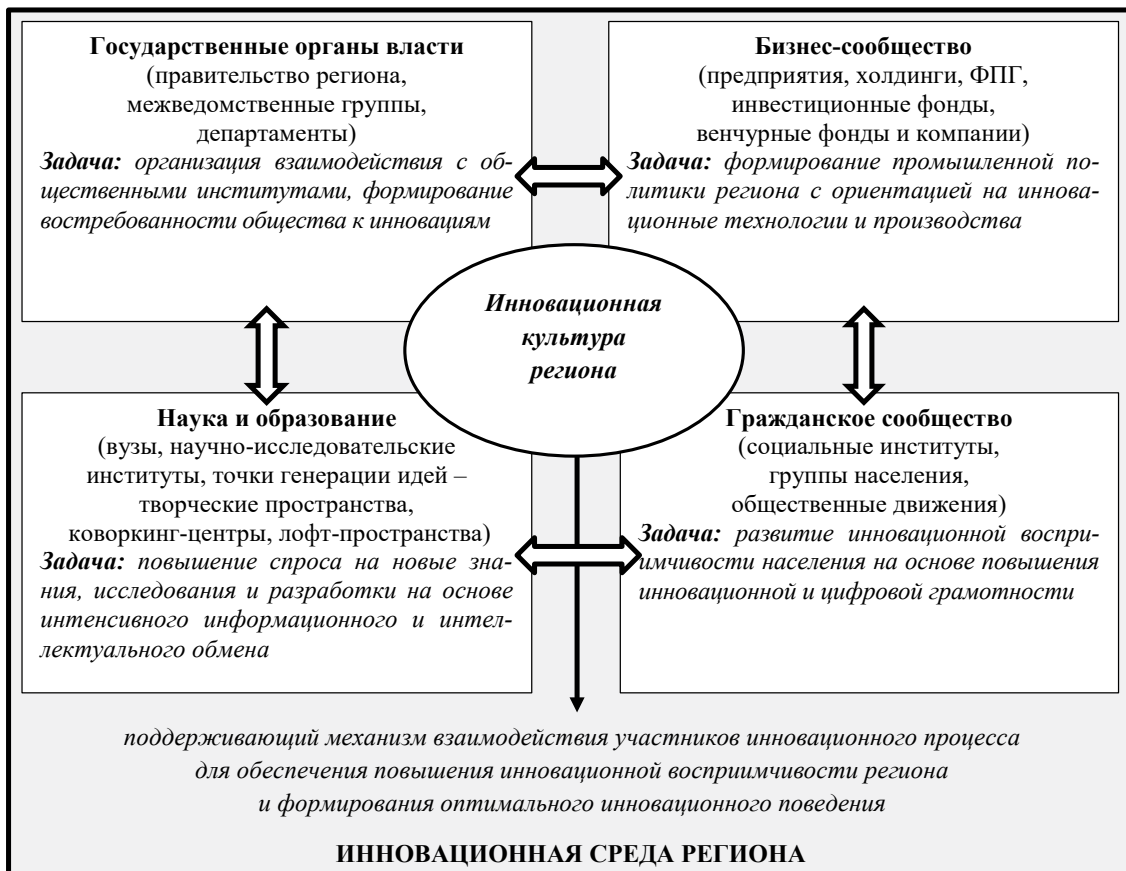 Государственные органы власти
(правительство региона,
межведомственные группы,
департаменты)
Задача: организация взаимодействия с об-
щественными институтами, формирование
востребованности общества к инновациям
Бизнес-сообщество
(предприятия, холдинги, ФПГ,
инвестиционные фонды,
венчурные фонды и компании)
Задача: формирование промышленной по-
литики региона с ориентацией на иннова-
ционные технологии и производства
Инновационная
культура
региона
Наука и образование
(вузы, научно-исследовательские
институты, точки генерации идей –
творческие пространства,
коворкинг-центры, лофт-пространства)
Задача: повышение спроса на новые зна-
ния, исследования и разработки на основе
интенсивного информационного и интел-
лектуального обмена
Гражданское сообщество
(социальные институты,
группы населения,
общественные движения)
Задача: развитие инновационной воспри-
имчивости населения на основе повышения
инновационной и цифровой грамотности
поддерживающий механизм взаимодействия участников инновационного процесса
для обеспечения повышения инновационной восприимчивости региона
и формирования оптимального инновационного поведения
ИННОВАЦИОННАЯ СРЕДА РЕГИОНА